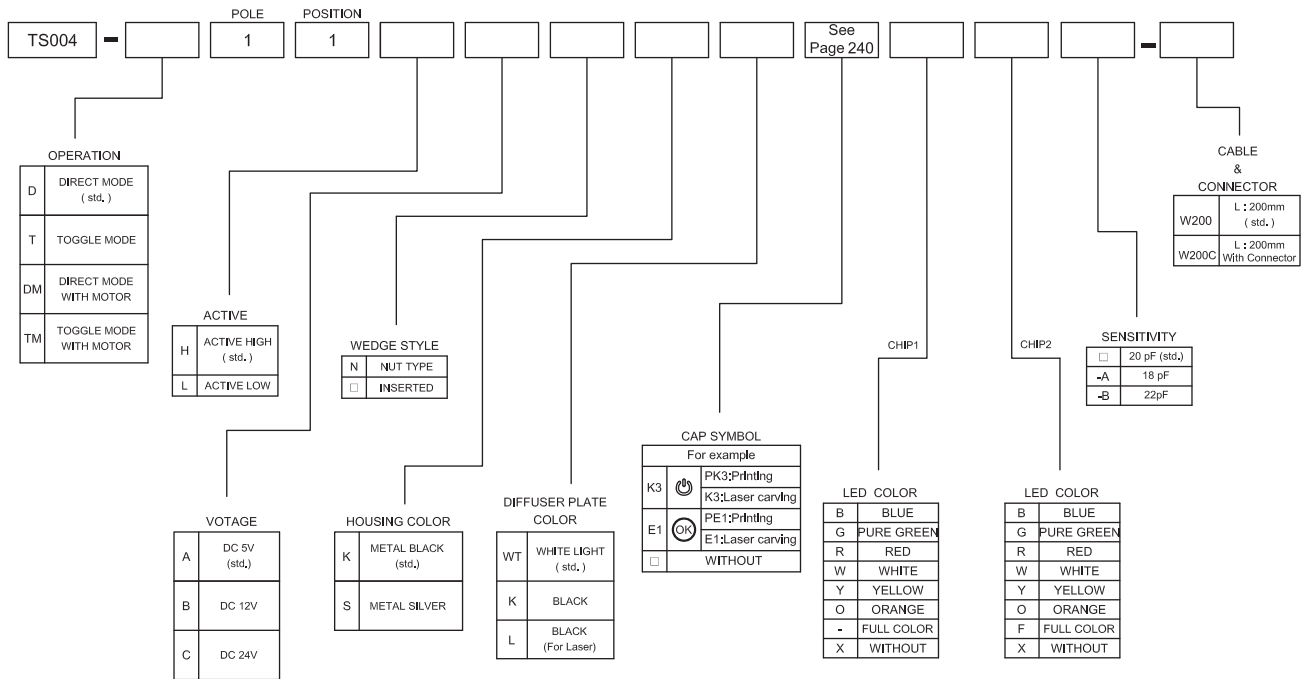 POLE POSITION
TS004 - 1 1 See
Page 240 -
OPERATION
D DIRECT MODE
( std. )
T TOGGLE MODE
DM DIRECT MODE
WITH MOTOR
TM TOGGLE MODE
WITH MOTOR
ACTIVE
H ACTIVE HIGH
( std. )
L ACTIVE LOW
VOTAGE
A DC 5V
(std.)
B DC 12V
C DC 24V
WEDGE STYLE
N NUT TYPE
□ INSERTED
HOUSING COLOR
K METAL BLACK
(std.)
S METAL SILVER
DIFFUSER PLATE
COLOR
WT WHITE LIGHT
( std. )
K BLACK
L BLACK
(For Laser)
CAP SYMBOL
For example
K3 PK3:Printing
K3:Laser carving
E1 OK PE1:Printing
E1:Laser carving
□ WITHOUT
CHIP1
LED COLOR
B BLUE
G PURE GREEN
R RED
W WHITE
Y YELLOW
O ORANGE
- FULL COLOR
X WITHOUT
CHIP2
LED COLOR
B BLUE
G PURE GREEN
R RED
W WHITE
Y YELLOW
O ORANGE
F FULL COLOR
X WITHOUT
SENSITIVITY
□ 20 pF (std.)
-A 18 pF
-B 22pF
CABLE
&
CONNECTOR
W200 L : 200mm
( std. )
W200C L : 200mm
With Connector